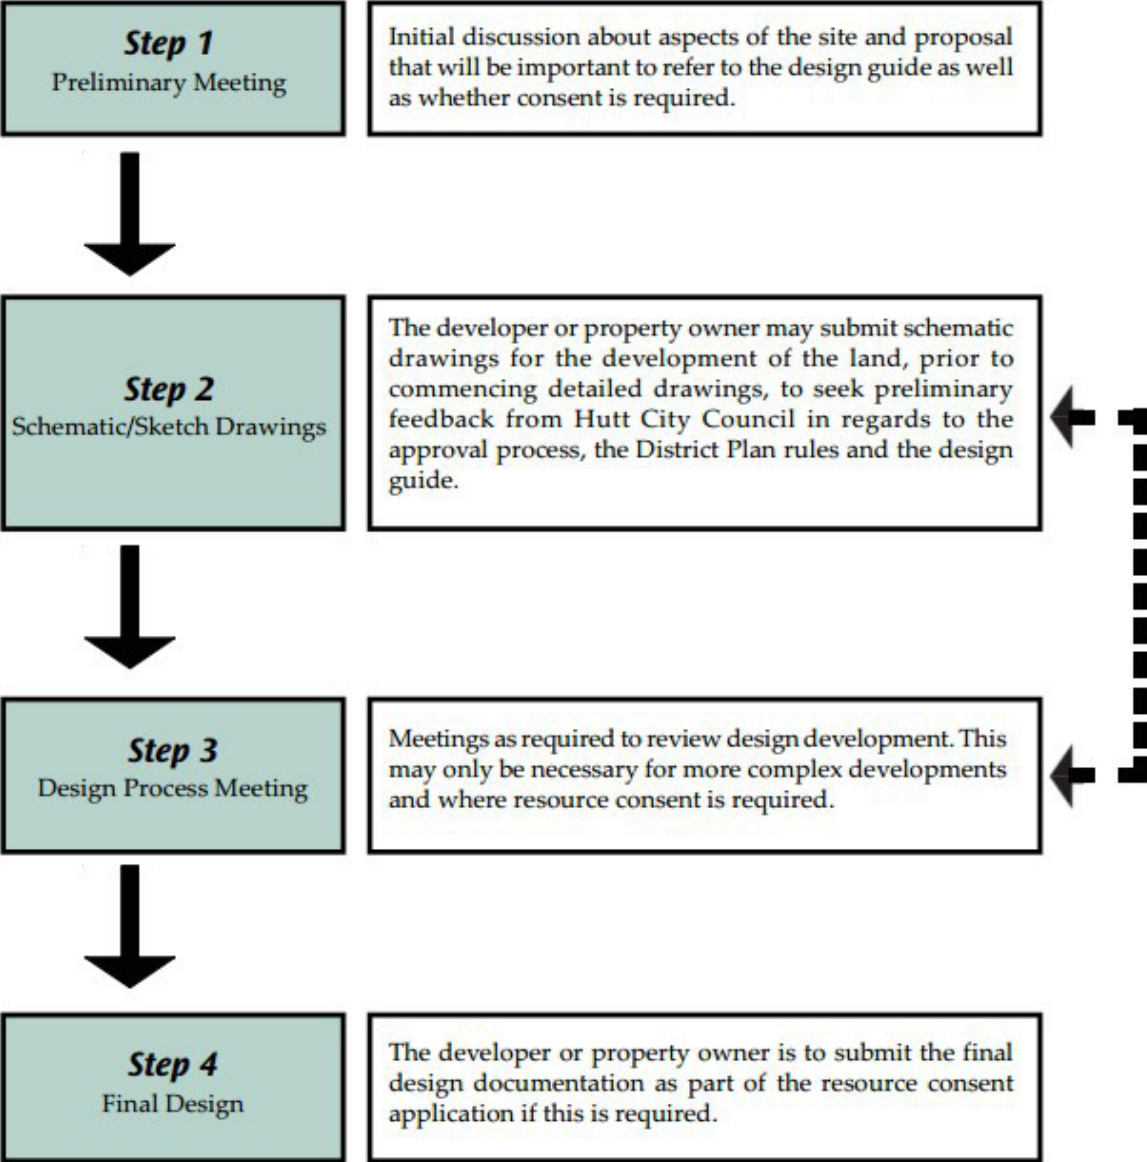 Step 1
Preliminary Meeting
Initial discussion about aspects of the site and proposal
that will be important to refer to the design guide as well
as whether consent is required.
Step 2
Schematic/Sketch Drawings
The developer or property owner may submit schematic
drawings for the development of the land, prior to
commencing detailed drawings, to seek preliminary
feedback from Hutt City Council in regards to the
approval process, the District Plan rules and the design
guide.
Step 3
Design Process Meeting
Meetings as required to review design development. This
may only be necessary for more complex developments
and where resource consent is required.
Step 4
Final Design
The developer or property owner is to submit the final
design documentation as part of the resource consent
application if this is required.